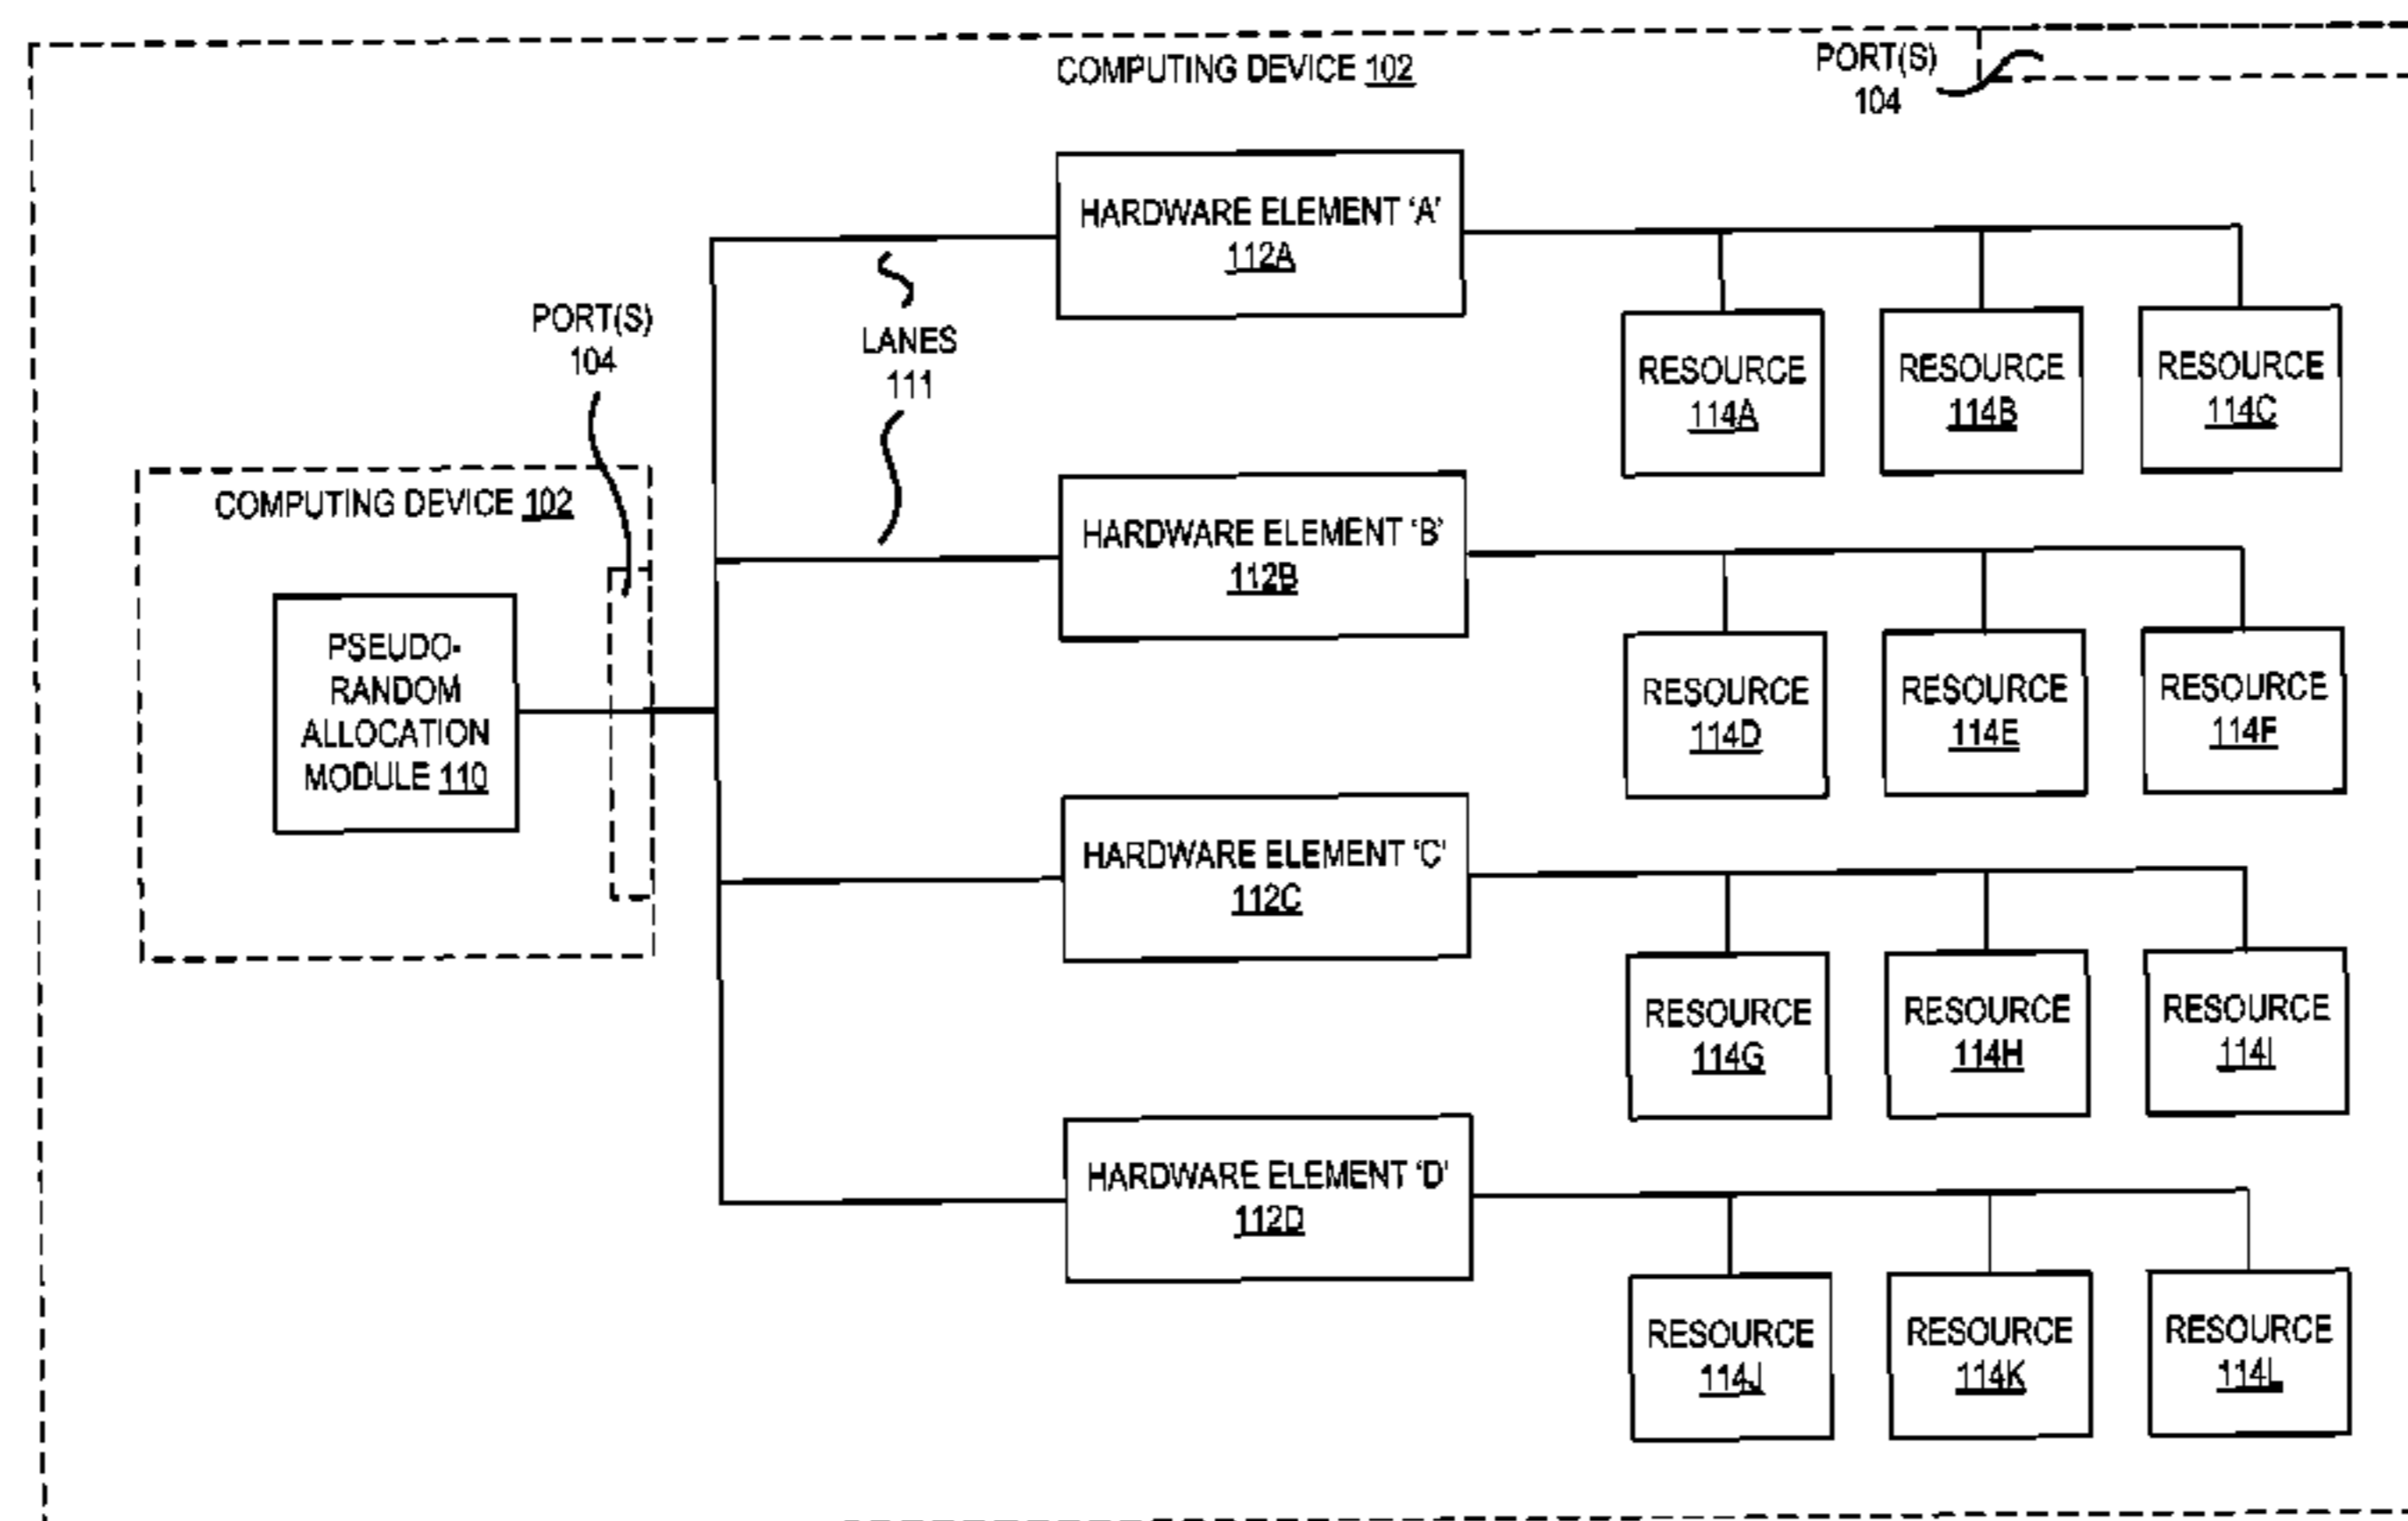 COMPUTING DEVICE 102
PORT(S)
104
HARDWARE ELEMENT ‘A’
112A
RESOURCE
114A
RESOURCE
114B
RESOURCE
114C
PORT(S)
104
LANES
111
COMPUTING DEVICE 102
PSEUDO-
RANDOM
ALLOCATION
MODULE 110
HARDWARE ELEMENT ‘B’
112B
RESOURCE
114D
RESOURCE
114E
RESOURCE
114F
HARDWARE ELEMENT ‘C’
112C
RESOURCE
114G
RESOURCE
114H
RESOURCE
114I
HARDWARE ELEMENT ‘D’
112D
RESOURCE
114J
RESOURCE
114K
RESOURCE
114L